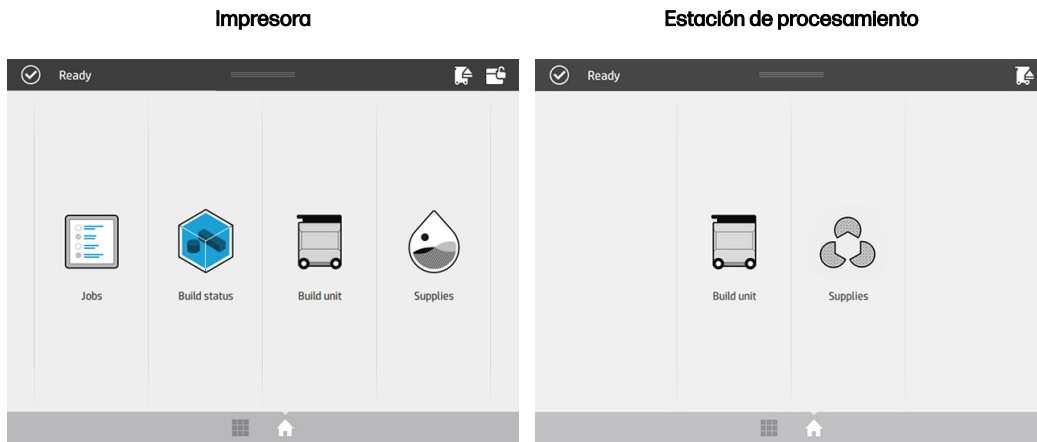 Impresora
Ready
Jobs
Build status
Build unit
Supplies
Estación de procesamiento
Ready
Build unit
Supplies